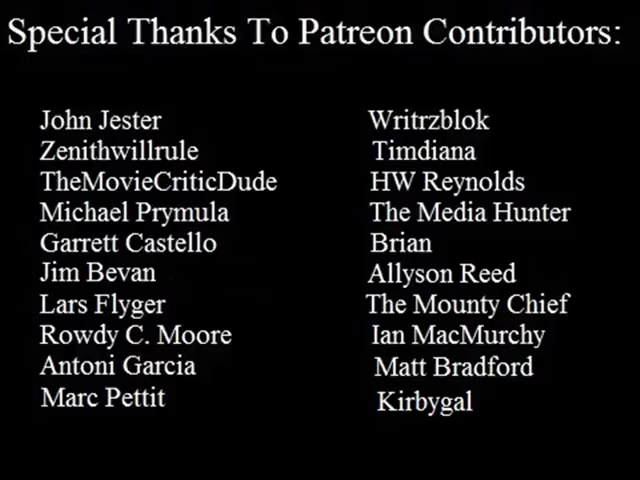 Special Thanks To Patreon Contributors:
John Jester
Zenithwillrule
TheMovieCriticDude
Michael Prymula
Garrett Castello
Jim Bevan
Lars Flyger
Rowdy C. Moore
Antoni Garcia
Marc Pettit
Writrzblok
Timdiana
HW Reynolds
The Media Hunter
Brian
Allyson Reed
The Mounty Chief
Ian MacMurchy
Matt Bradford
Kirbygal